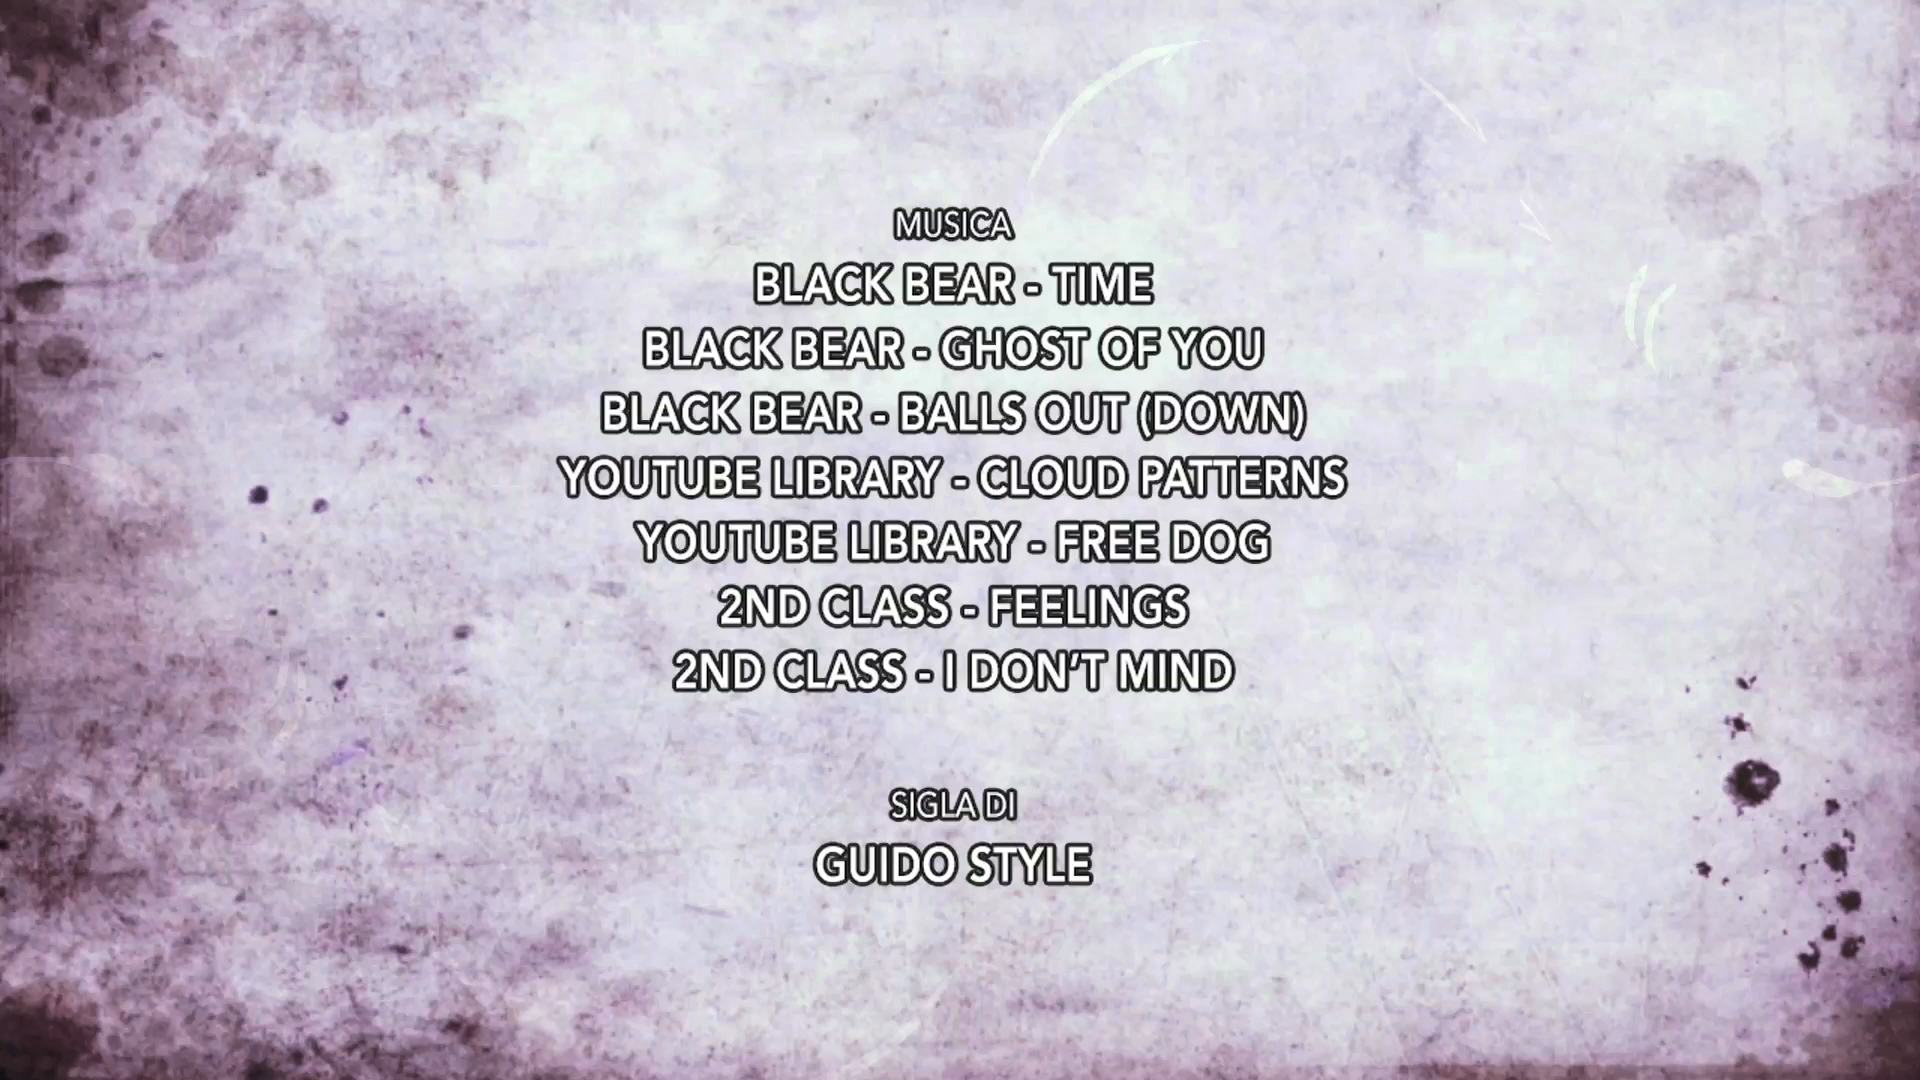 MUSICA
BLACK BEAR - TIME
BLACK BEAR - GHOST OF YOU
BLACK BEAR - BALLS OUT (DOWN)
YOUTUBE LIBRARY - CLOUD PATTERNS
YOUTUBE LIBRARY - FREE DOG
2ND CLASS - FEELINGS
2ND CLASS - I DON’T MIND
SIGLA DI
GUIDO STYLE